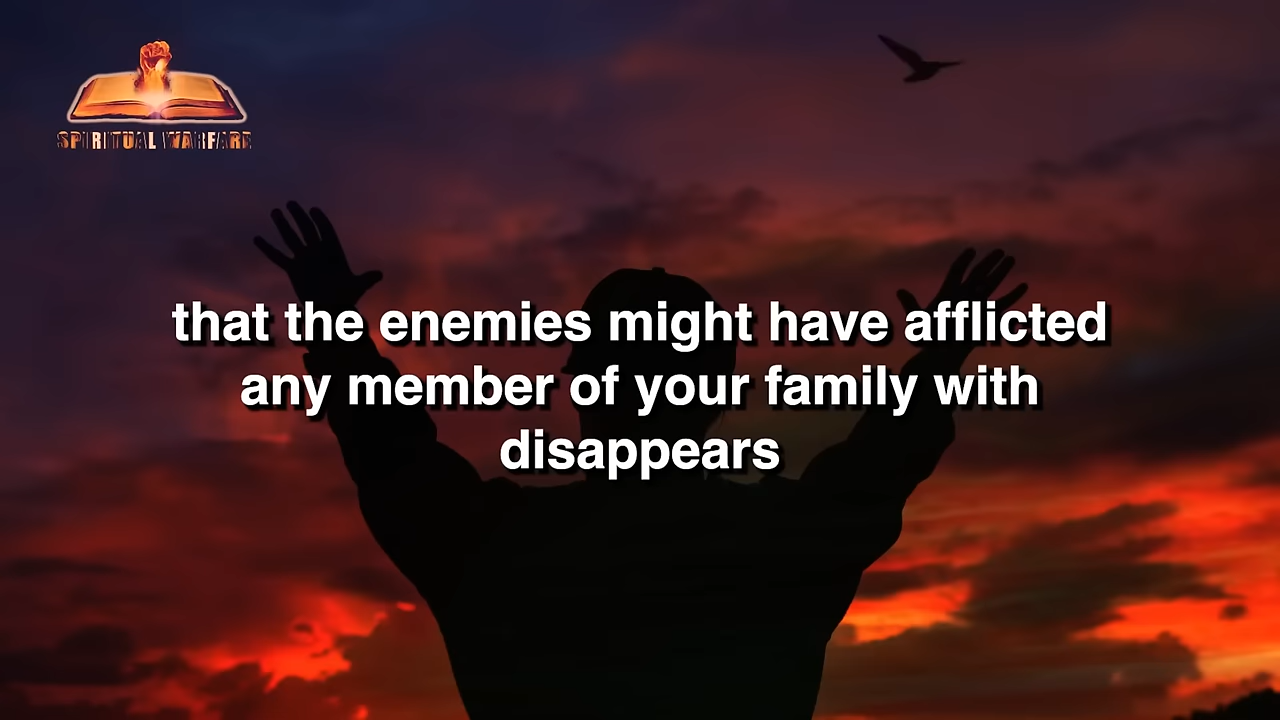 SPIRITUAL WARFARE
that the enemies might have afflicted
any member of your family with
disappears